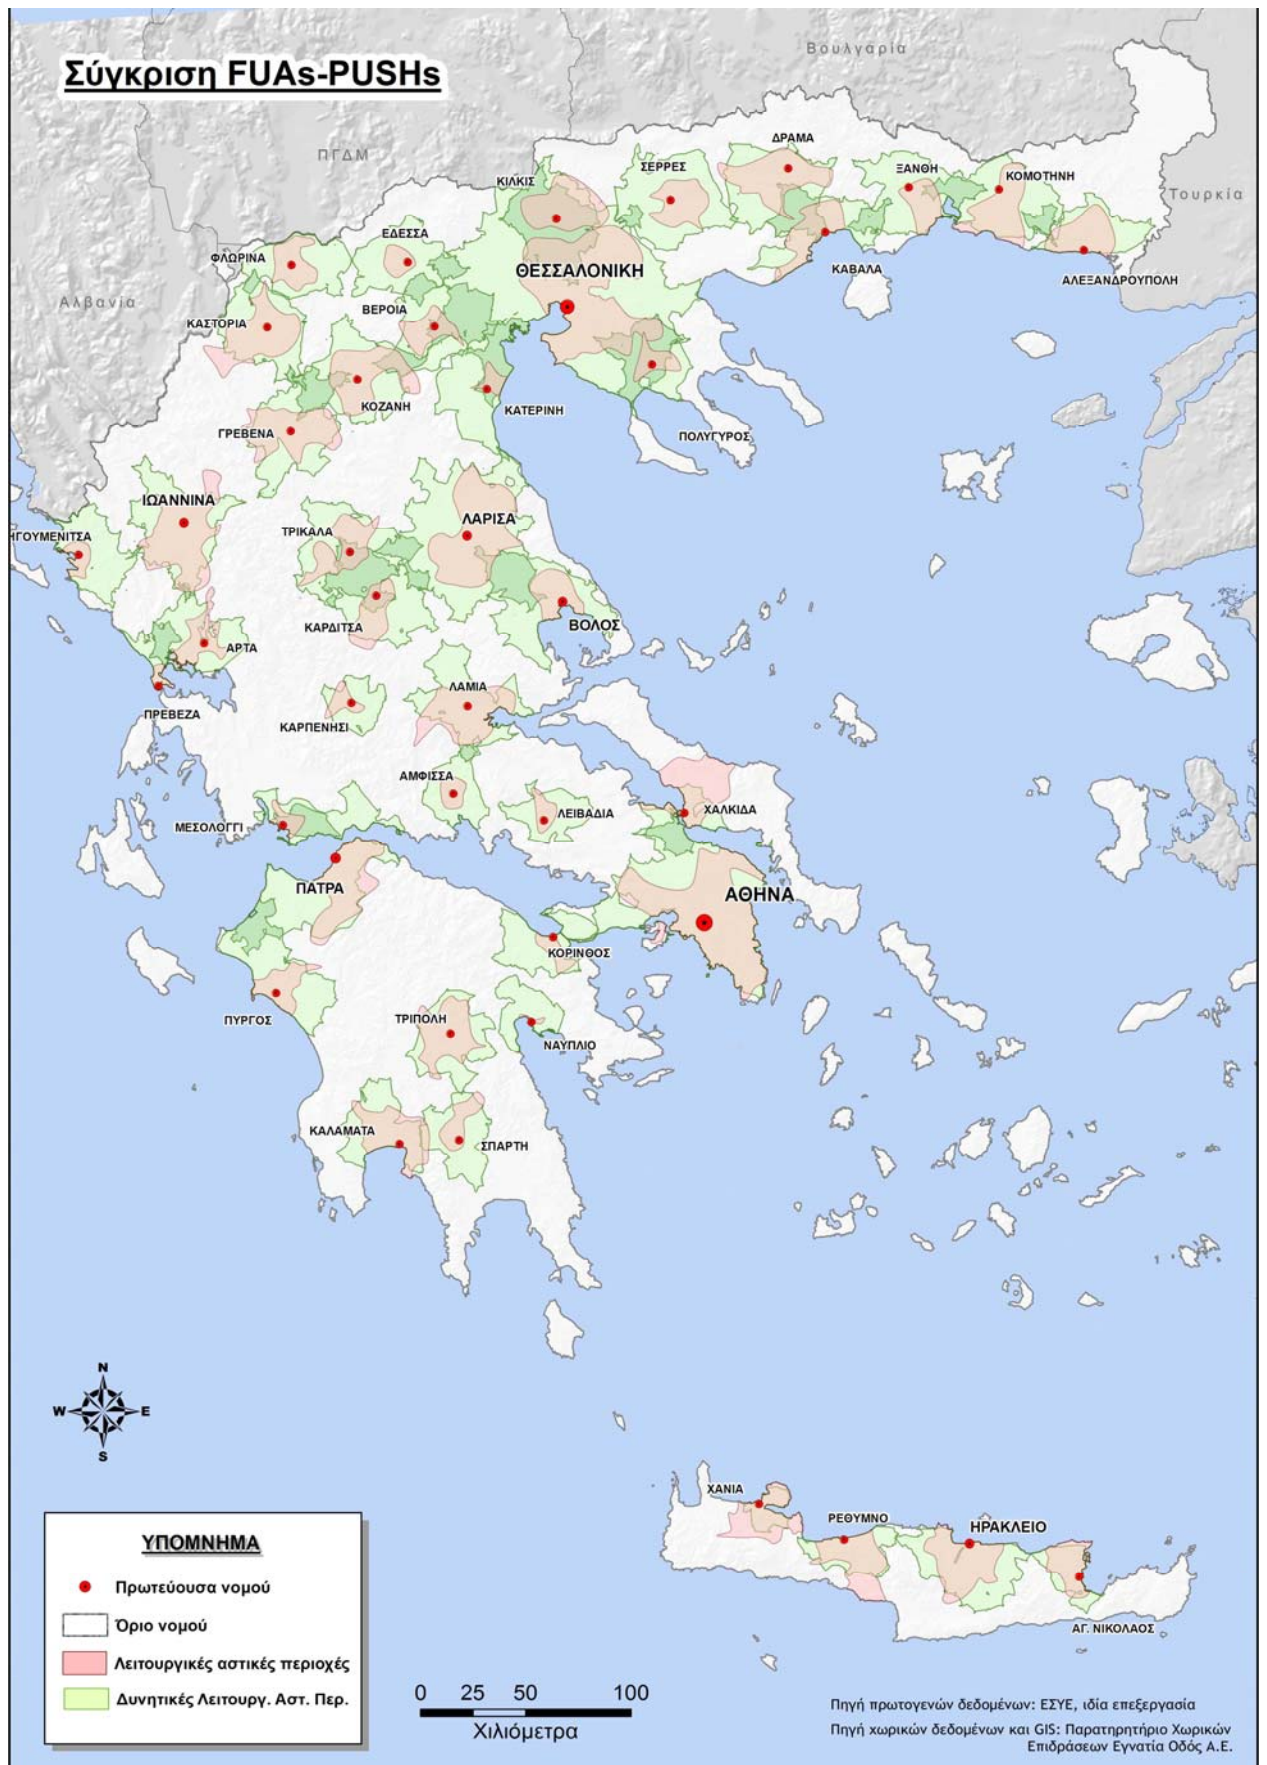 Σύγκριση FUAs-PUSHs
Βουλγαρία
ΠΓΔΜ
Τουρκία
Αλβανία
ΔΡΑΜΑ
ΣΕΡΡΕΣ
ΞΑΝΘΗ
ΚΙΛΚΙΣ
ΚΟΜΟΤΗΝΗ
ΕΔΕΣΣΑ
ΦΛΩΡΙΝΑ
ΘΕΣΣΑΛΟΝΙΚΗ
ΚΑΒΑΛΑ
ΑΛΕΞΑΝΔΡΟΥΠΟΛΗ
ΒΕΡΟΙΑ
ΚΑΣΤΟΡΙΑ
ΚΟΖΑΝΗ
ΚΑΤΕΡΙΝΗ
ΓΡΕΒΕΝΑ
ΠΟΛΥΓΥΡΟΣ
ΙΩΑΝΝΙΝΑ
ΛΑΡΙΣΑ
ΤΡΙΚΑΛΑ
ΗΓΟΥΜΕΝΙΤΣΑ
ΚΑΡΔΙΤΣΑ
ΒΟΛΟΣ
ΑΡΤΑ
ΛΑΜΙΑ
ΠΡΕΒΕΖΑ
ΚΑΡΠΕΝΗΣΙ
ΑΜΦΙΣΣΑ
ΛΕΙΒΑΔΙΑ
ΧΑΛΚΙΔΑ
ΜΕΣΟΛΟΓΓΙ
ΠΑΤΡΑ
ΑΘΗΝΑ
ΚΟΡΙΝΘΟΣ
ΠΥΡΓΟΣ
ΤΡΙΠΟΛΗ
ΝΑΥΠΛΙΟ
ΚΑΛΑΜΑΤΑ
ΣΠΑΡΤΗ
N
W E
S
ΧΑΝΙΑ
ΡΕΘΥΜΝΟ
ΗΡΑΚΛΕΙΟ
ΑΓ. ΝΙΚΟΛΑΟΣ
ΥΠΟΜΝΗΜΑ
Πρωτεύουσα νομού
Όριο νομού
Λειτουργικές αστικές περιοχές
Δυνητικές Λειτουργ. Αστ. Περ.
0 25 50 100
Χιλιόμετρα
Πηγή πρωτογενών δεδομένων: ΕΣΥΕ, ιδία επεξεργασία
Πηγή χωρικών δεδομένων και GIS: Παρατηρητήριο Χωρικών
Επιδράσεων Εγνατία Οδός Α.Ε.